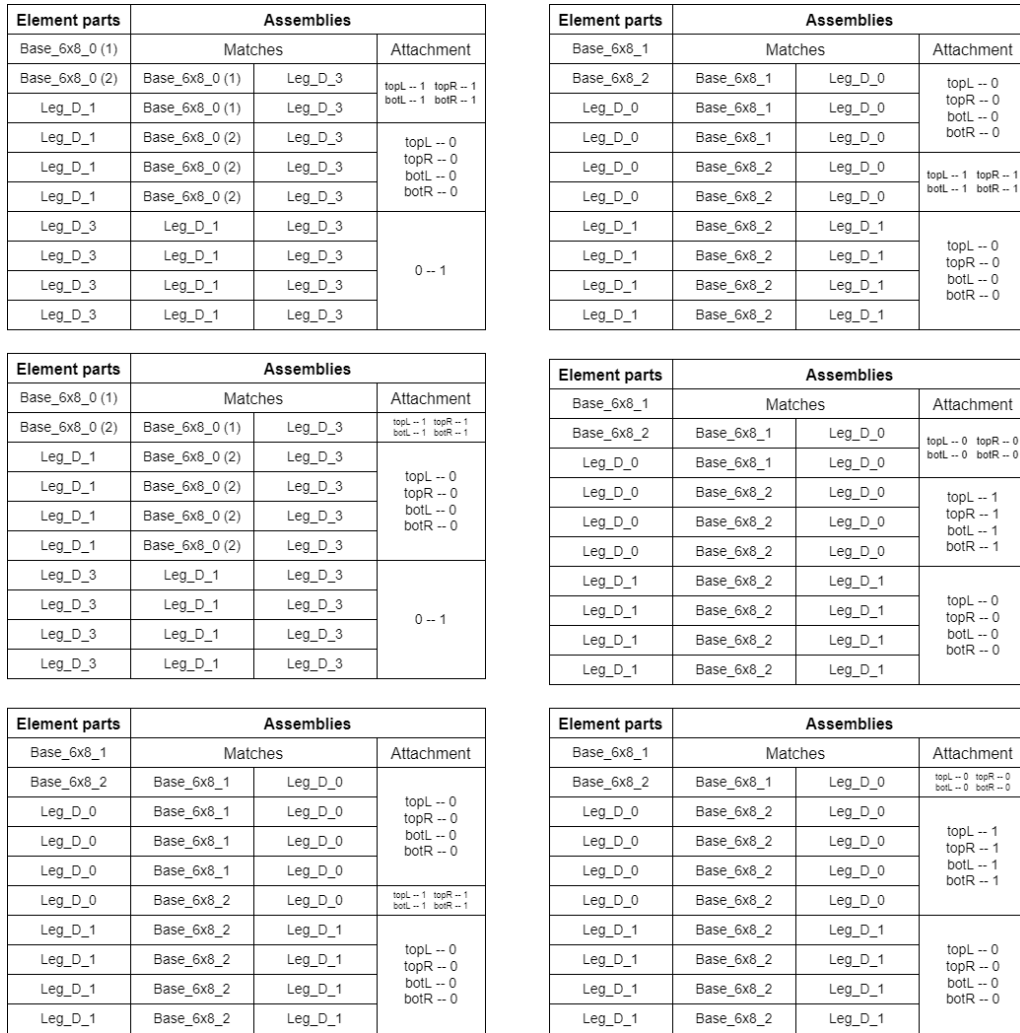 Element parts Assemblies
Base_6x8_0 (1) Matches Attachment
Base_6x8_0 (2) Base_6x8_0 (1) Leg_D_3 topL -- 1 topR -- 1
botL -- 1 botR -- 1
Leg_D_1 Base_6x8_0 (1) Leg_D_3
Leg_D_1 Base_6x8_0 (2) Leg_D_3 topL -- 0
topR -- 0
Leg_D_1 Base_6x8_0 (2) Leg_D_3 botL -- 0
Leg_D_1 Base_6x8_0 (2) Leg_D_3 botR -- 0
Leg_D_3 Leg_D_1 Leg_D_3
Leg_D_3 Leg_D_1 Leg_D_3 0 -- 1
Leg_D_3 Leg_D_1 Leg_D_3
Leg_D_3 Leg_D_1 Leg_D_3
Element parts Assemblies
Base_6x8_1 Matches Attachment
Base_6x8_2 Base_6x8_1 Leg_D_0 topL -- 0
topR -- 0
Leg_D_0 Base_6x8_1 Leg_D_0 botL -- 0
Leg_D_0 Base_6x8_1 Leg_D_0 botR -- 0
Leg_D_0 Base_6x8_2 Leg_D_0 topL -- 1 topR -- 1
Leg_D_0 Base_6x8_2 Leg_D_0 botL -- 1 botR -- 1
Leg_D_1 Base_6x8_2 Leg_D_1 topL -- 0
Leg_D_1 Base_6x8_2 Leg_D_1 topR -- 0
Leg_D_1 Base_6x8_2 Leg_D_1 botL -- 0
botR -- 0
Leg_D_1 Base_6x8_2 Leg_D_1
Element parts Assemblies
Base_6x8_0 (1) Matches Attachment
Base_6x8_0 (2) Base_6x8_0 (1) Leg_D_3 topL -- 1 topR -- 1
botL -- 1 botR -- 1
Leg_D_1 Base_6x8_0 (2) Leg_D_3 topL -- 0
Leg_D_1 Base_6x8_0 (2) Leg_D_3 topR -- 0
Leg_D_1 Base_6x8_0 (2) Leg_D_3 botL -- 0
botR -- 0
Leg_D_1 Base_6x8_0 (2) Leg_D_3
Leg_D_3 Leg_D_1 Leg_D_3
Leg_D_3 Leg_D_1 Leg_D_3 0 -- 1
Leg_D_3 Leg_D_1 Leg_D_3
Leg_D_3 Leg_D_1 Leg_D_3
Element parts Assemblies
Base_6x8_1 Matches Attachment
Base_6x8_2 Base_6x8_1 Leg_D_0 topL -- 0 topR -- 0
Leg_D_0 Base_6x8_1 Leg_D_0 botL -- 0 botR -- 0
Leg_D_0 Base_6x8_2 Leg_D_0 topL -- 1
topR -- 1
Leg_D_0 Base_6x8_2 Leg_D_0 botL -- 1
Leg_D_0 Base_6x8_2 Leg_D_0 botR -- 1
Leg_D_1 Base_6x8_2 Leg_D_1 topL -- 0
Leg_D_1 Base_6x8_2 Leg_D_1 topR -- 0
Leg_D_1 Base_6x8_2 Leg_D_1 botL -- 0
botR -- 0
Leg_D_1 Base_6x8_2 Leg_D_1
Element parts Assemblies
Base_6x8_1 Matches Attachment
Base_6x8_2 Base_6x8_1 Leg_D_0 topL -- 0
Leg_D_0 Base_6x8_1 Leg_D_0 topR -- 0
Leg_D_0 Base_6x8_1 Leg_D_0 botL -- 0
botR -- 0
Leg_D_0 Base_6x8_1 Leg_D_0
Leg_D_0 Base_6x8_2 Leg_D_0 topL -- 1 topR -- 1
botL -- 1 botR -- 1
Leg_D_1 Base_6x8_2 Leg_D_1 topL -- 0
Leg_D_1 Base_6x8_2 Leg_D_1 topR -- 0
Leg_D_1 Base_6x8_2 Leg_D_1 botL -- 0
botR -- 0
Leg_D_1 Base_6x8_2 Leg_D_1
Element parts Assemblies
Base_6x8_1 Matches Attachment
Base_6x8_2 Base_6x8_1 Leg_D_0 topL -- 0 topR -- 0
botL -- 0 botR -- 0
Leg_D_0 Base_6x8_2 Leg_D_0 topL -- 1
Leg_D_0 Base_6x8_2 Leg_D_0 topR -- 1
Leg_D_0 Base_6x8_2 Leg_D_0 botL -- 1
botR -- 1
Leg_D_0 Base_6x8_2 Leg_D_0
Leg_D_1 Base_6x8_2 Leg_D_1 topL -- 0
Leg_D_1 Base_6x8_2 Leg_D_1 topR -- 0
Leg_D_1 Base_6x8_2 Leg_D_1 botL -- 0
botR -- 0
Leg_D_1 Base_6x8_2 Leg_D_1